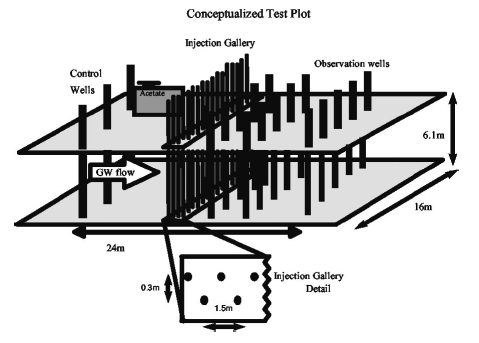 Conceptualized Test Plot
Injection Gallery
Control
Wells
Observation wells
Acetate
6.1m
GW flow
16m
24m
Injection Gallery
Detail
0.3m
1.5m